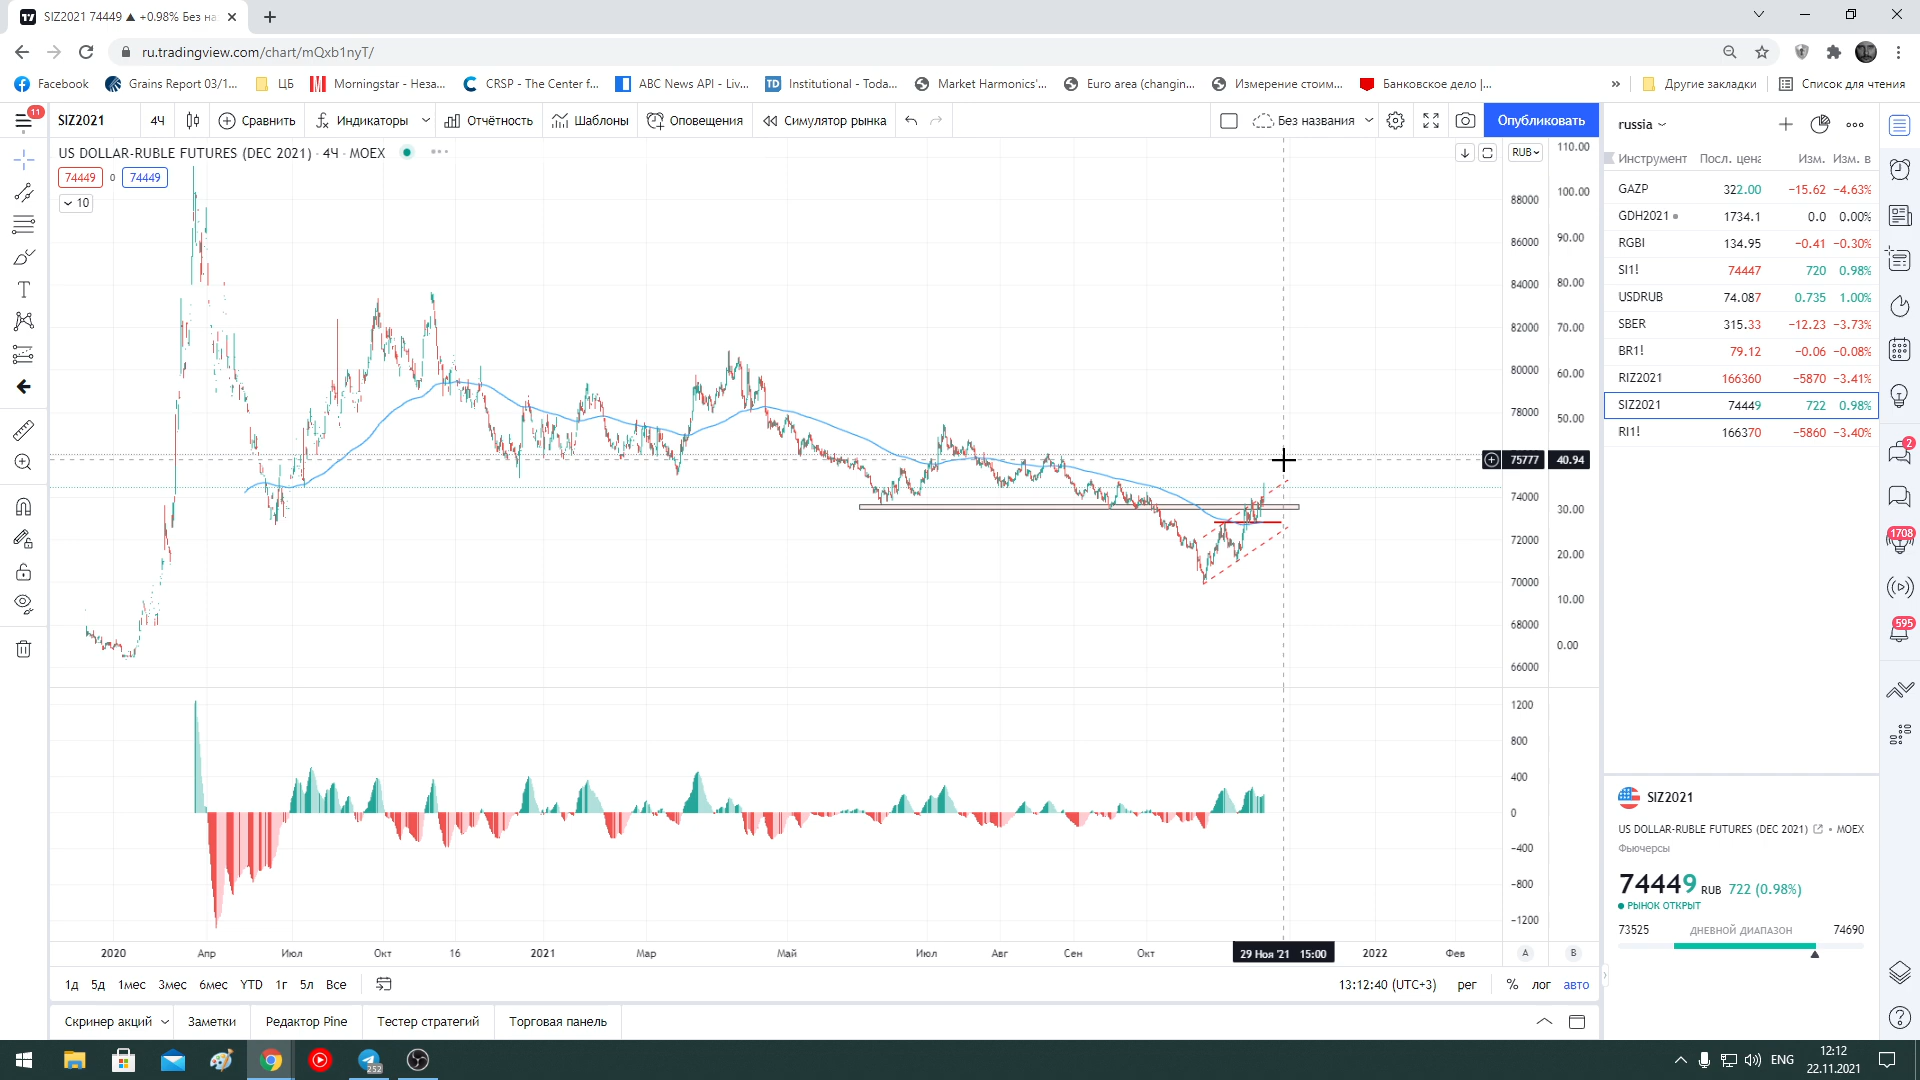 SIZ2021 74449 ▲ +0.98% Без на
ru.tradingview.com/chart/mQxb1nyT/
Facebook Grains Report 03/1... ЦБ Morningstar - Неза... CRSP - The Center f... ABC News API - Liv... Institutional - Toda... Market Harmonics'... Euro area (changin... Измерение стоим... Банковское дело |... » Другие закладки Список для чтения
11
SIZ2021 4Ч Сравнить Индикаторы Отчётность Шаблоны Оповещения Симулятор рынка Без названия Опубликовать
US DOLLAR-RUBLE FUTURES (DEC 2021) · 4Ч · MOEX
74449 0 74449
10
RUB
88000
86000
84000
82000
80000
78000
75777 40.94
74000
72000
70000
68000
66000
110.00
100.00
90.00
80.00
70.00
60.00
50.00
30.00
20.00
10.00
0.00
1200
800
400
0
−400
−800
−1200
2020 Апр Июл Окт 16 2021 Мар Май Июл Авг Сен Окт 29 Ноя '21 15:00 2022 Фев A B
1д 5д 1мес 3мес 6мес YTD 1г 5л Все 13:12:40 (UTC+3) рег % лог авто
Скринер акций Заметки Редактор Pine Тестер стратегий Торговая панель
russia
Инструмент Посл. цена Изм. Изм. в
GAZP 322.00 −15.62 −4.63%
GDH2021 1734.1 0.0 0.00%
RGBI 134.95 −0.41 −0.30%
SI1! 74447 720 0.98%
USDRUB 74.087 0.735 1.00%
SBER 315.33 −12.23 −3.73%
BR1! 79.12 −0.06 −0.08%
RIZ2021 166360 −5870 −3.41%
SIZ2021 74449 722 0.98%
RI1! 166370 −5860 −3.40%
2
1708
595
SIZ2021
US DOLLAR-RUBLE FUTURES (DEC 2021) • MOEX
Фьючерсы
74449 RUB 722 (0.98%)
РЫНОК ОТКРЫТ
73525 ДНЕВНОЙ ДИАПАЗОН 74690
252
ENG
12:12
22.11.2021